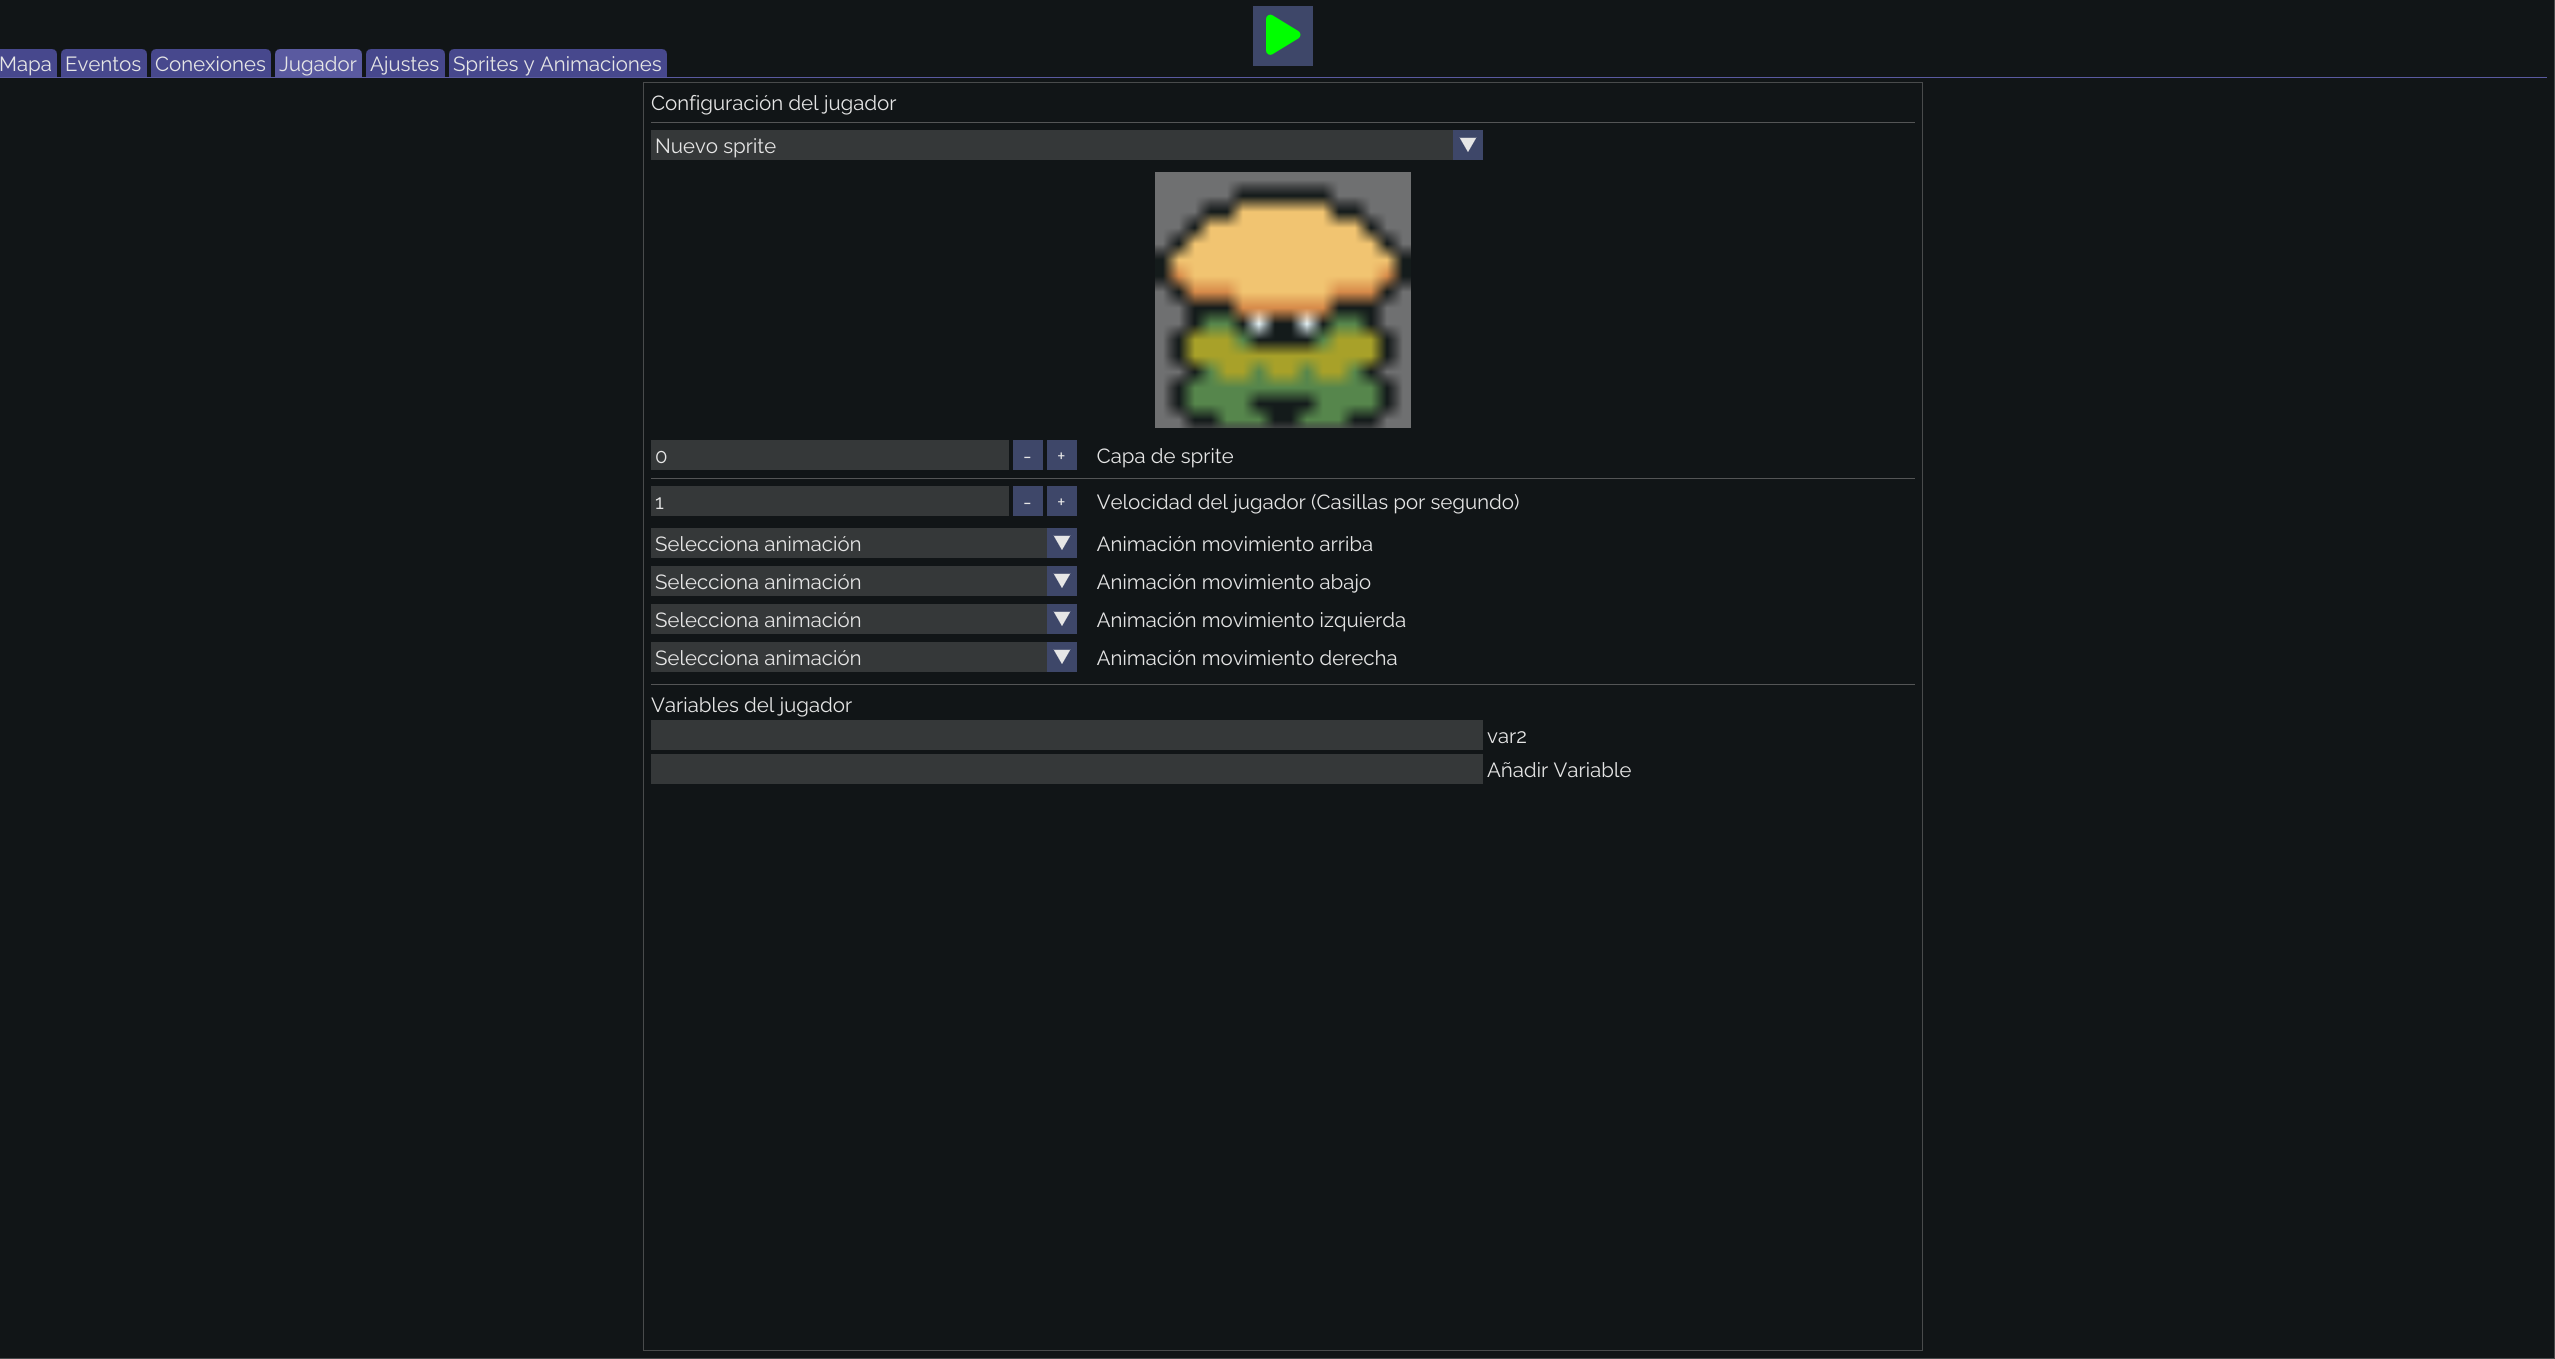 Mapa Eventos Conexiones Jugador Ajustes Sprites y Animaciones
Configuración del jugador
Nuevo sprite
0 - + Capa de sprite
1 - + Velocidad del jugador (Casillas por segundo)
Selecciona animación Animación movimiento arriba
Selecciona animación Animación movimiento abajo
Selecciona animación Animación movimiento izquierda
Selecciona animación Animación movimiento derecha
Variables del jugador
var2
Añadir Variable